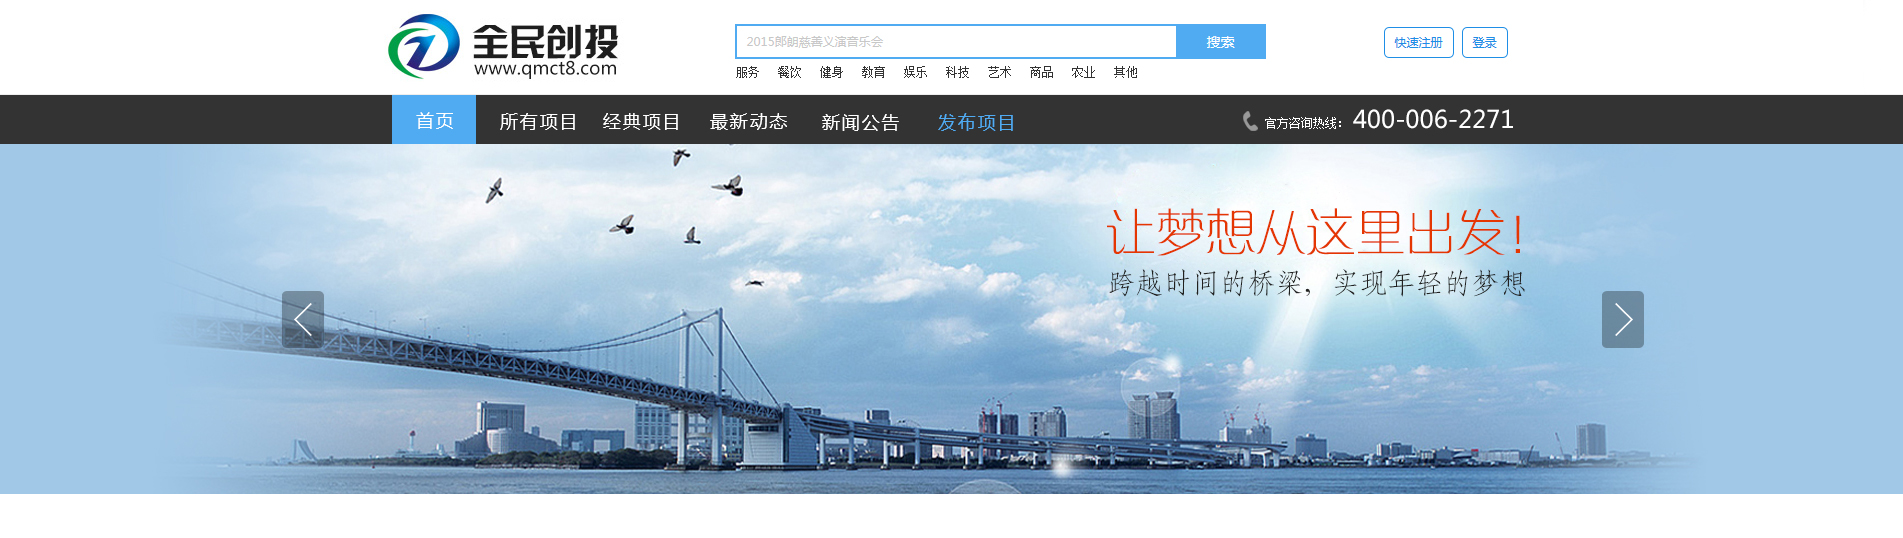 全民创投
www.qmct8.com
2015郎朗慈善义演音乐会
搜索
快速注册
登录
服务 餐饮 健身 教育 娱乐 科技 艺术 商品 农业 其他
首页 所有项目 经典项目 最新动态 新闻公告 发布项目
官方咨询热线: 400-006-2271
让梦想从这里出发!
跨越时间的桥梁，实现年轻的梦想